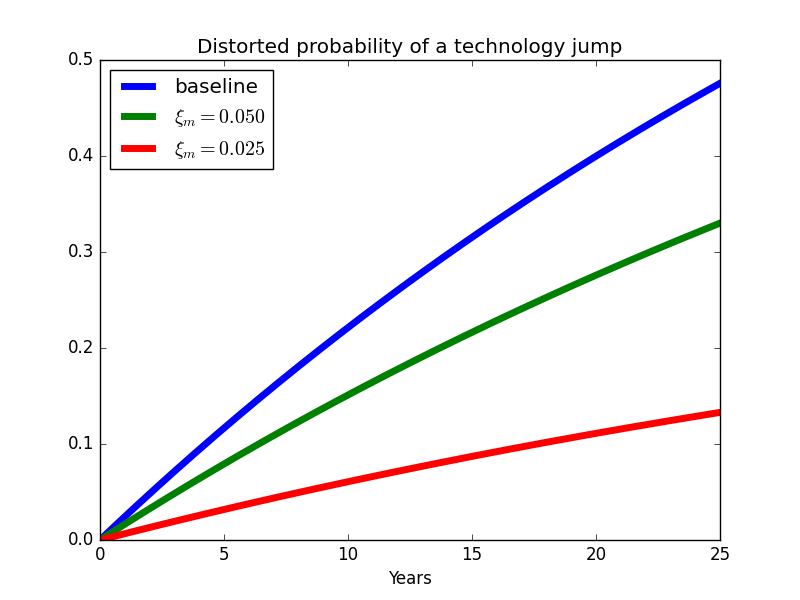 Distorted probability of a technology jump
0.5
0.4
0.3
0.2
0.1
0.0
baseline
ξₘ = 0.050
ξₘ = 0.025
0 5 10 15 20 25
Years